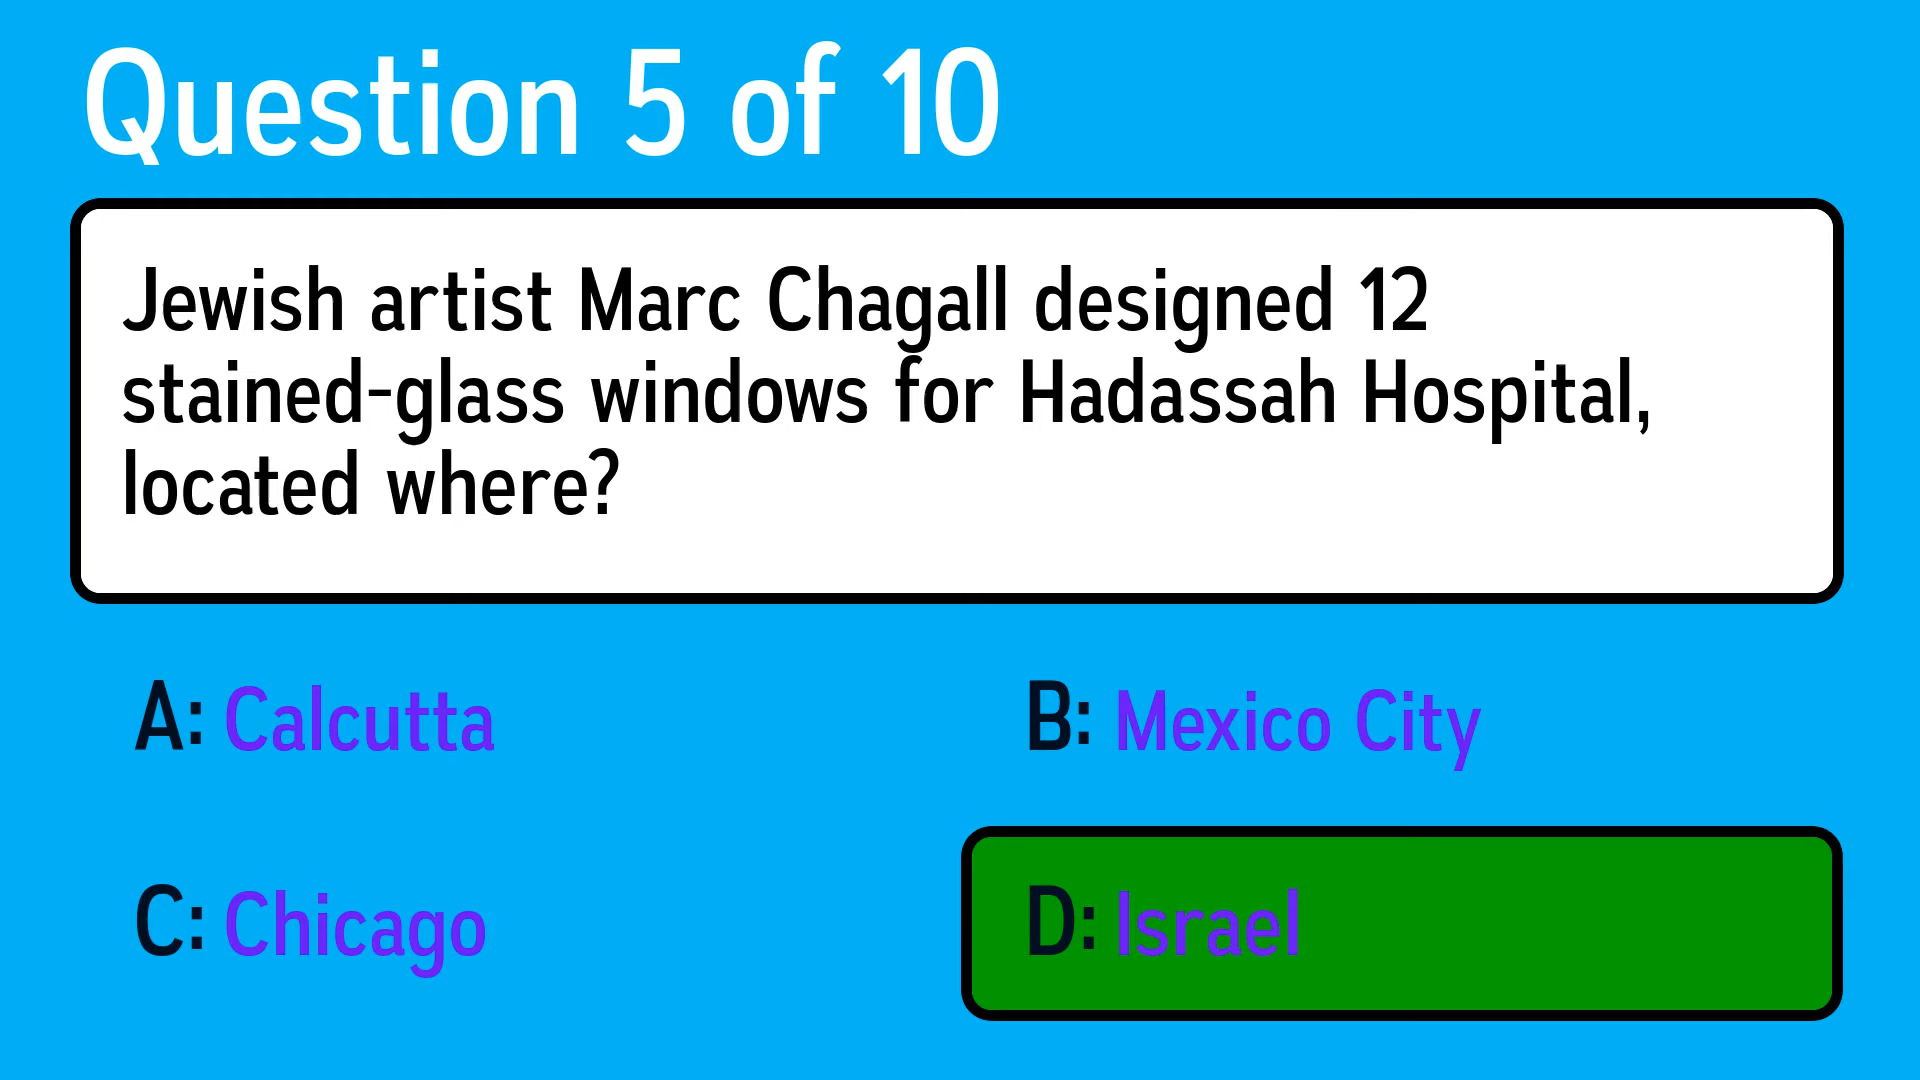 Question 5 of 10
Jewish artist Marc Chagall designed 12
stained-glass windows for Hadassah Hospital,
located where?
A: Calcutta
B: Mexico City
C: Chicago
D: Israel